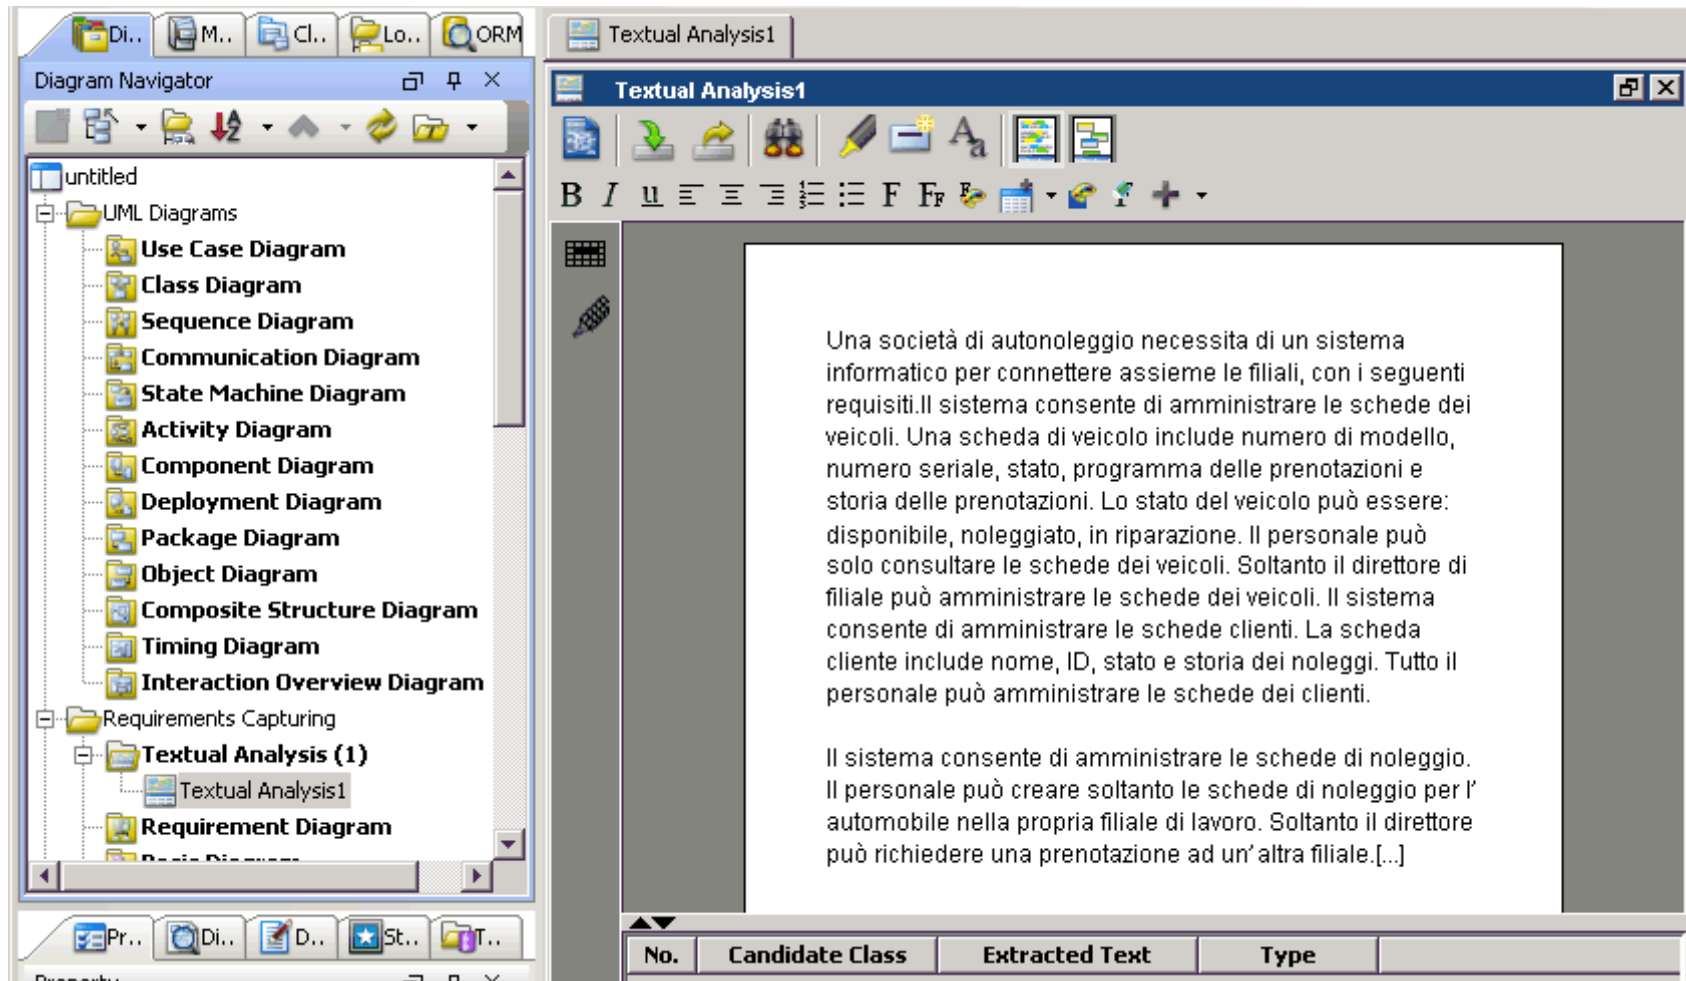 Di..
M..
Cl..
Lo..
ORM
Diagram Navigator
untitled
UML Diagrams
Use Case Diagram
Class Diagram
Sequence Diagram
Communication Diagram
State Machine Diagram
Activity Diagram
Component Diagram
Deployment Diagram
Package Diagram
Object Diagram
Composite Structure Diagram
Timing Diagram
Interaction Overview Diagram
Requirements Capturing
Textual Analysis (1)
Textual Analysis1
Requirement Diagram
Pr..
Di..
D..
St..
T..
Property
Textual Analysis1
Textual Analysis1
B I u F FF
Una società di autonoleggio necessita di un sistema
informatico per connettere assieme le filiali, con i seguenti
requisiti.Il sistema consente di amministrare le schede dei
veicoli. Una scheda di veicolo include numero di modello,
numero seriale, stato, programma delle prenotazioni e
storia delle prenotazioni. Lo stato del veicolo può essere:
disponibile, noleggiato, in riparazione. Il personale può
solo consultare le schede dei veicoli. Soltanto il direttore di
filiale può amministrare le schede dei veicoli. Il sistema
consente di amministrare le schede clienti. La scheda
cliente include nome, ID, stato e storia dei noleggi. Tutto il
personale può amministrare le schede dei clienti.
Il sistema consente di amministrare le schede di noleggio.
Il personale può creare soltanto le schede di noleggio per l’
automobile nella propria filiale di lavoro. Soltanto il direttore
può richiedere una prenotazione ad un’altra filiale.[...]
No.
Candidate Class
Extracted Text
Type